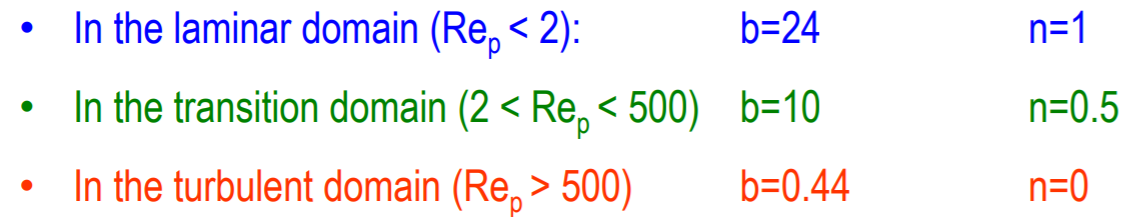 • In the laminar domain (Reₚ < 2): b=24 n=1
• In the transition domain (2 < Reₚ < 500) b=10 n=0.5
• In the turbulent domain (Reₚ > 500) b=0.44 n=0